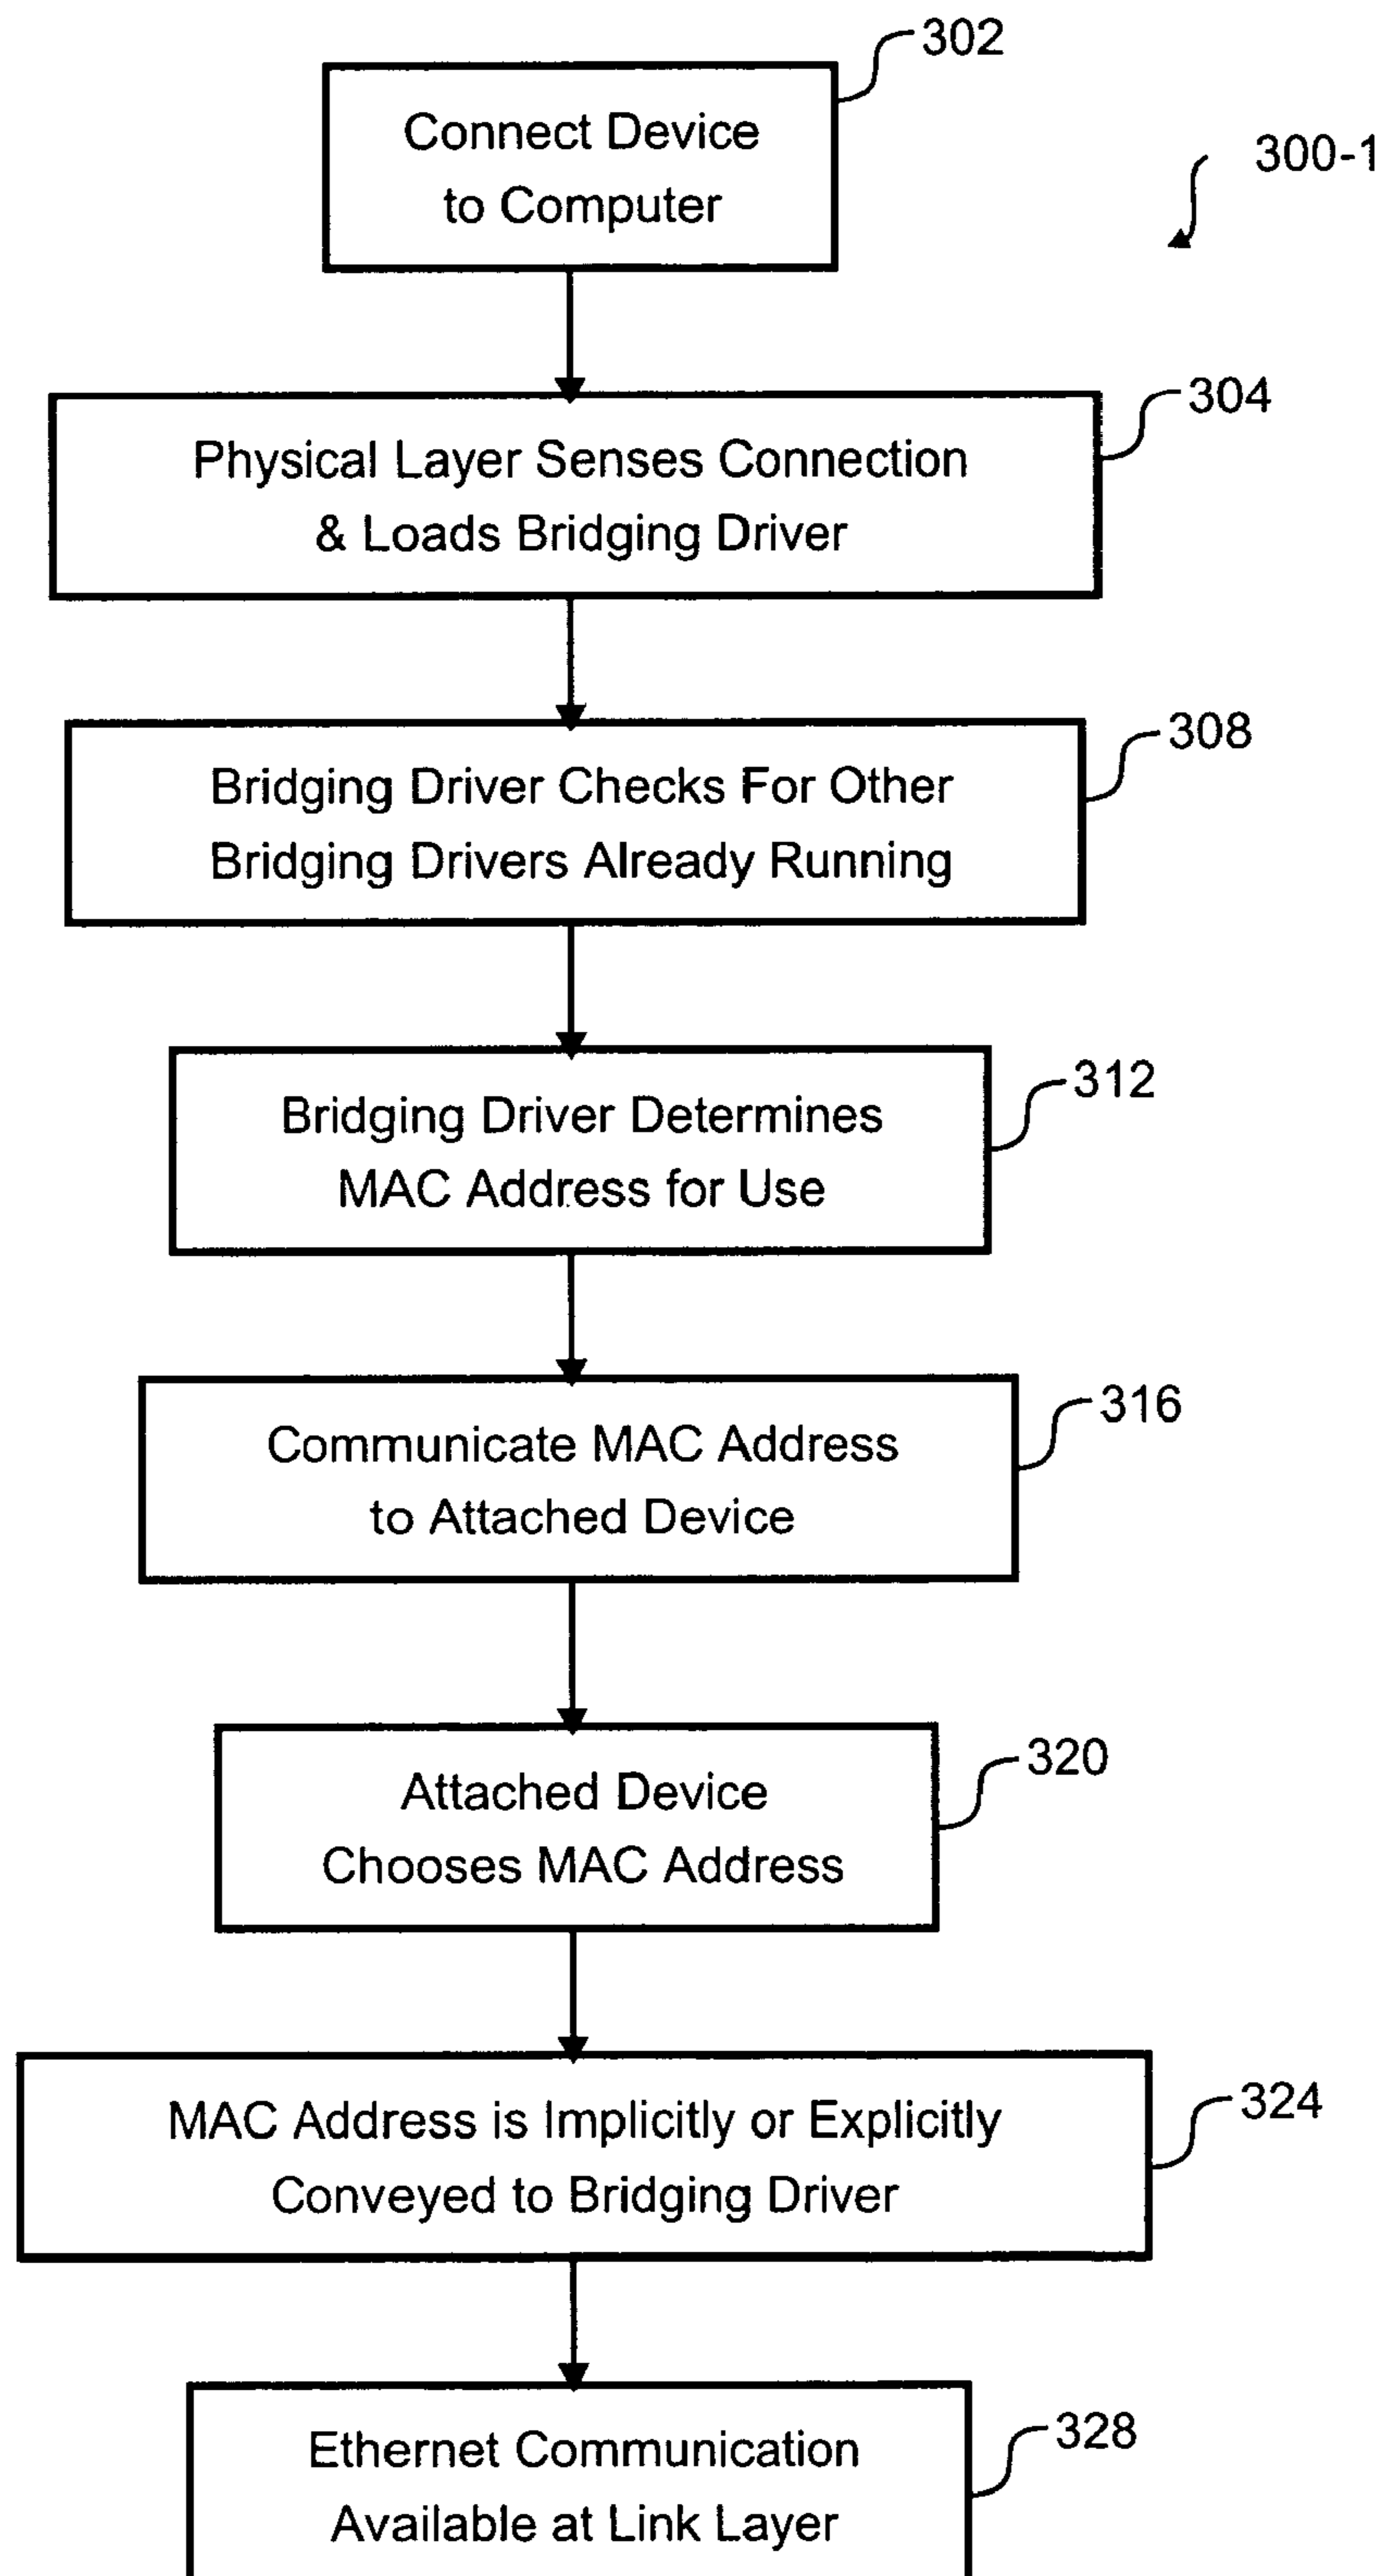 302
Connect Device
to Computer
300-1
304
Physical Layer Senses Connection
& Loads Bridging Driver
308
Bridging Driver Checks For Other
Bridging Drivers Already Running
312
Bridging Driver Determines
MAC Address for Use
316
Communicate MAC Address
to Attached Device
320
Attached Device
Chooses MAC Address
324
MAC Address is Implicitly or Explicitly
Conveyed to Bridging Driver
328
Ethernet Communication
Available at Link Layer